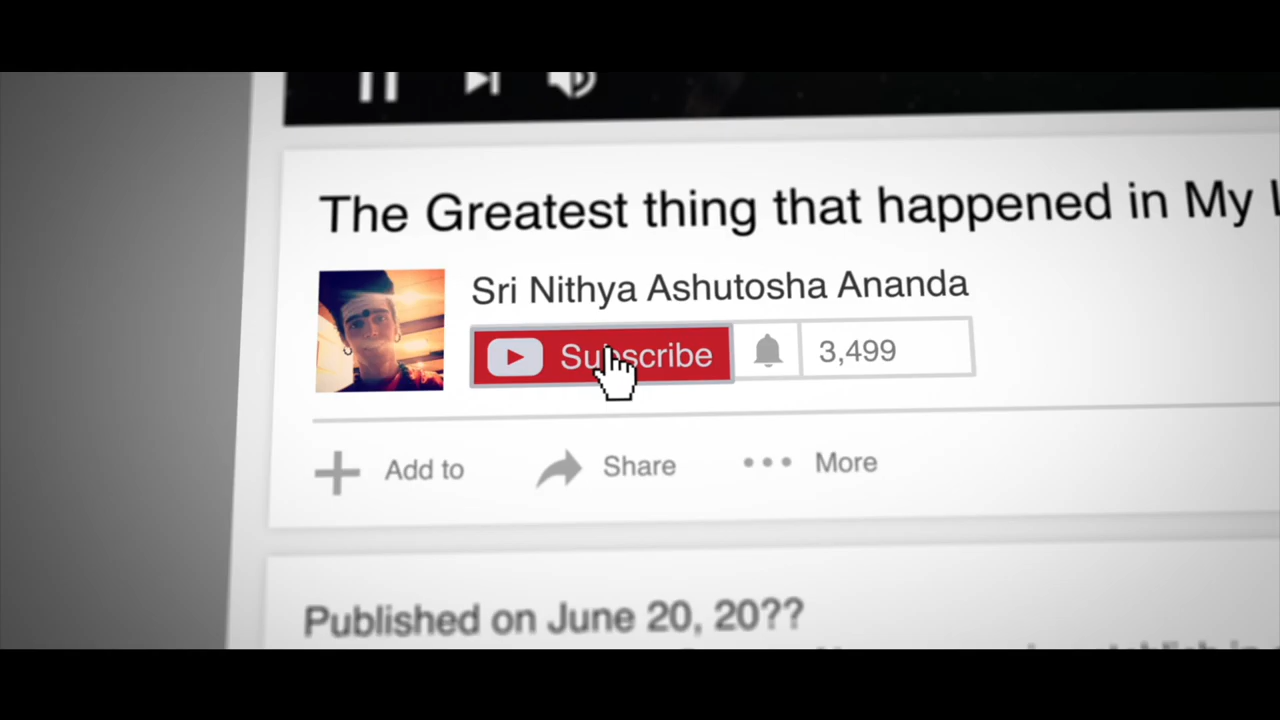 The Greatest thing that happened in My
Sri Nithya Ashutosha Ananda
Subscribe 3,499
Add to Share More
Published on June 20, 20??